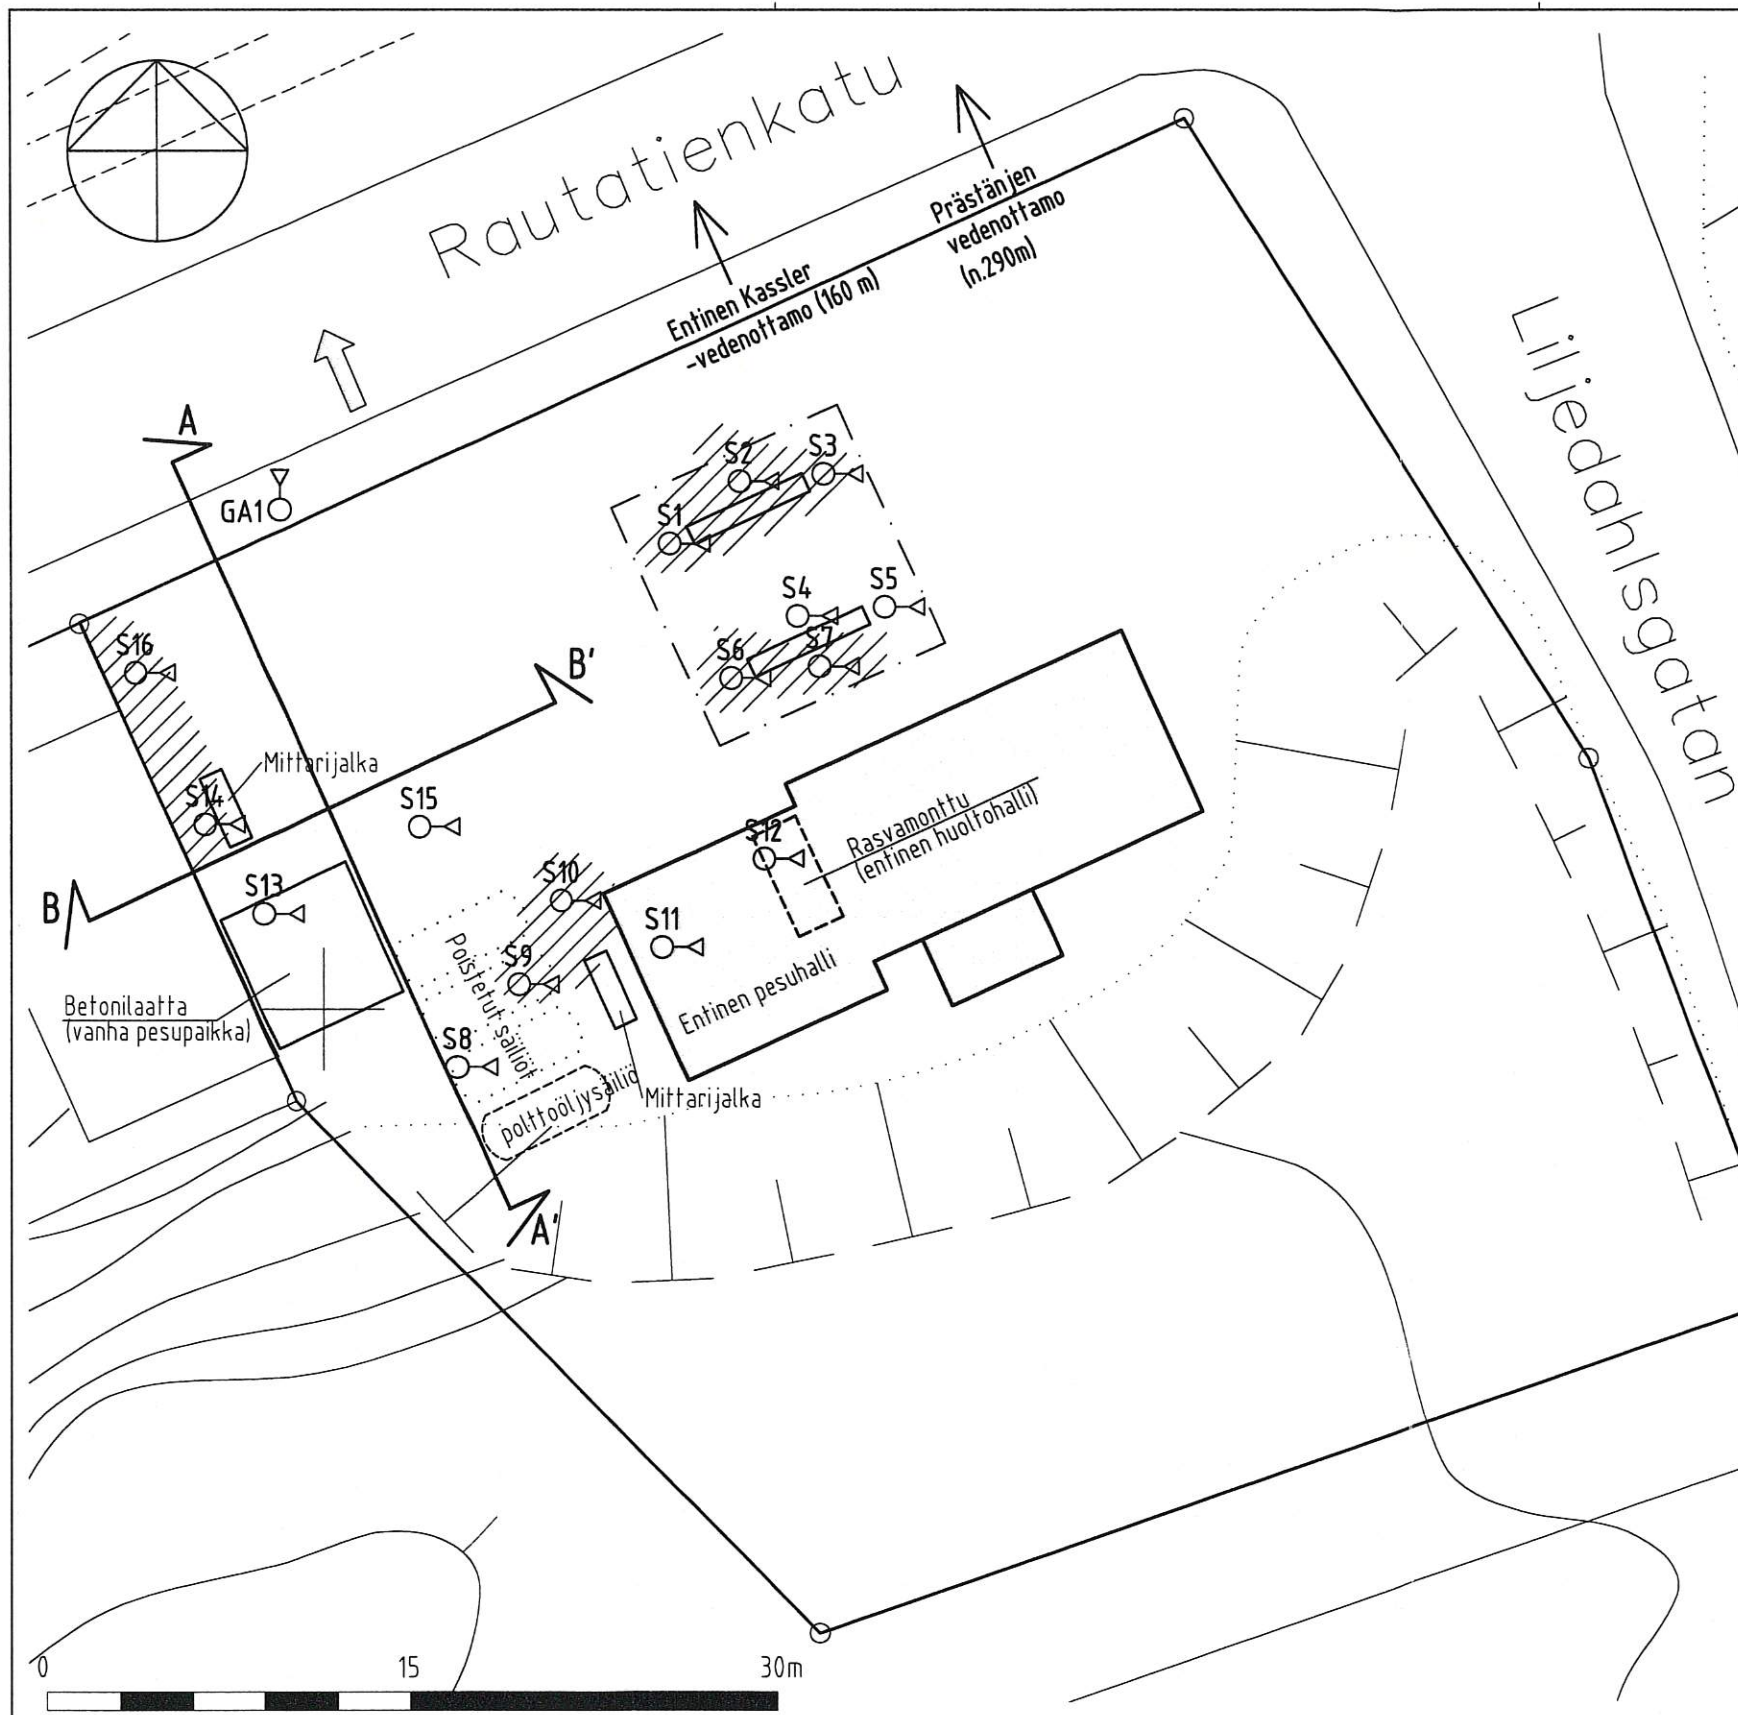 Rautatienkatu
Prästänjen
vedenottamo
(n.290m)
Entinen Kassler
-vedenottamo (160 m)
Liljedahlsgatan
A
GA1
S2
S3
S1
S4
S5
S6
S7
S16
B'
Mittarijalka
S14
S15
S12
Rasvamonttu
(entinen huoltohalli)
B
S13
S10
S11
S9
Poistetut säiliöt
Entinen pesuhalli
Betonilaatta
(vanha pesupaikka)
S8
polttoöljysäiliö
Mittarijalka
A'
0
15
30m